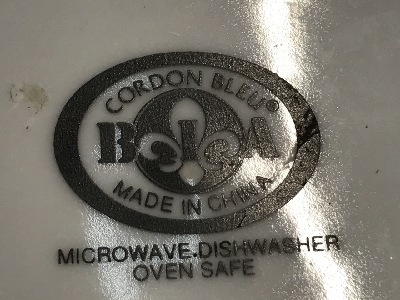 CORDON BLEU®
BIA
MADE IN CHINA
MICROWAVE.DISHWASHER
OVEN SAFE